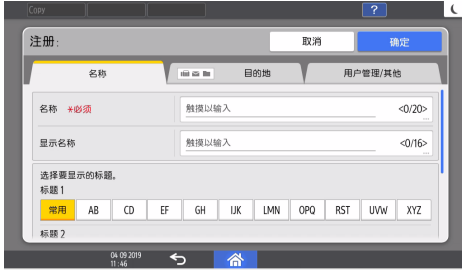 Copy
?
注册:
取消
确定
名称
目的地
用户管理/其他
名称 *必须
触摸以输入
<0/20>
...
显示名称
触摸以输入
<0/16>
...
选择要显示的标题。
标题 1
常用 AB CD EF GH IJK LMN OPQ RST UVW XYZ
标题 2
04 09 2019
11:46